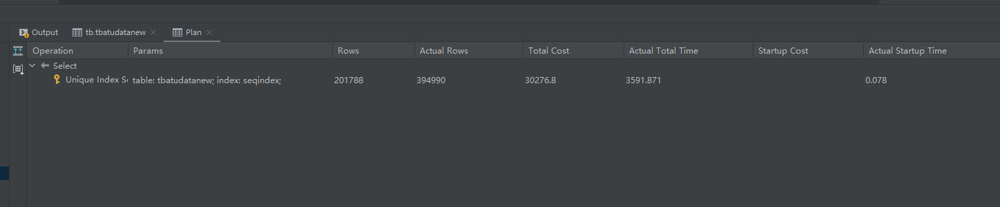 Output tb.tbatudatanew Plan
Operation Params Rows Actual Rows Total Cost Actual Total Time Startup Cost Actual Startup Time
Select
Unique Index table: tbatudatanew; index: seqindex; 201788 394990 30276.8 3591.871 0.078